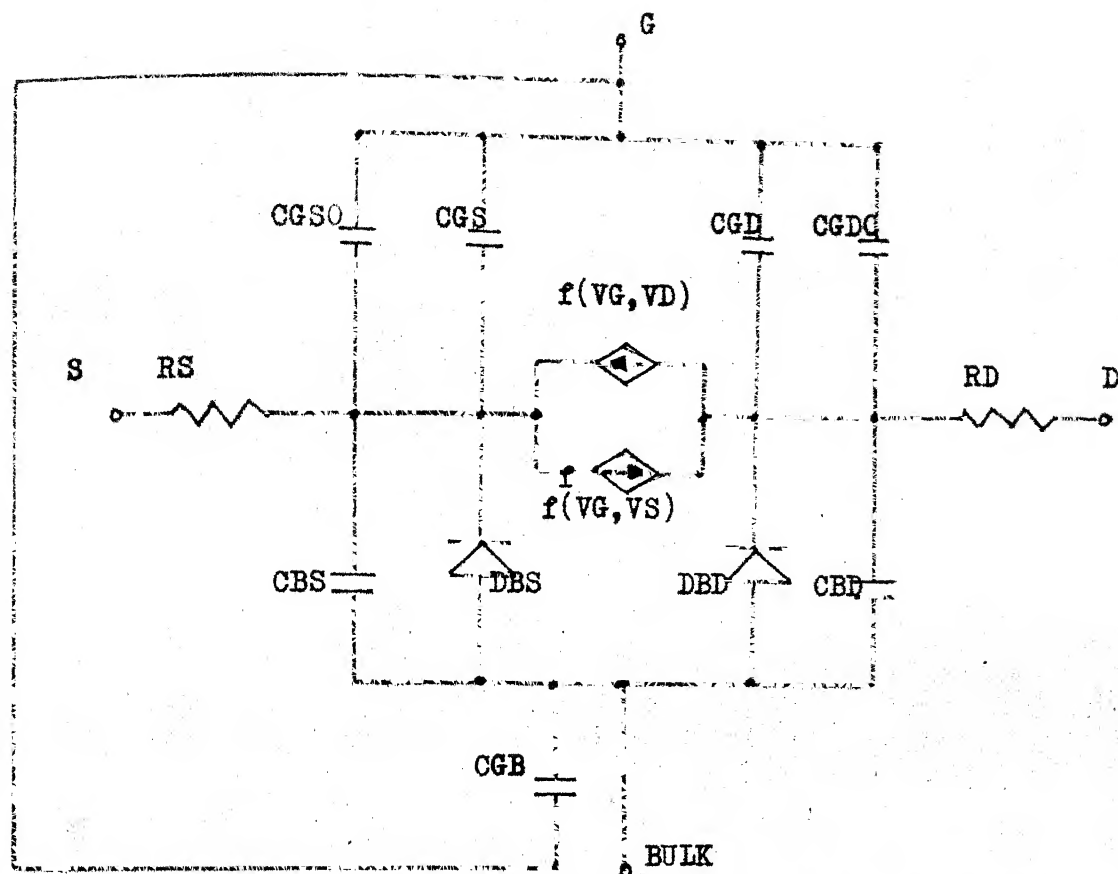 G
CGSO CGS CGD CGDO
f(VG,VD)
S RS RD D
f(VG,VS)
CBS DBS DBD CBD
CGB
BULK